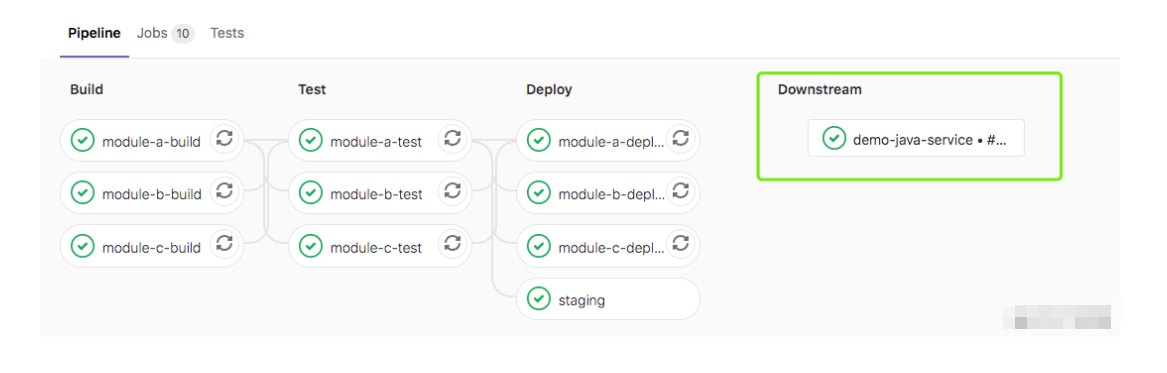 Pipeline Jobs 10 Tests
Build Test Deploy Downstream
module-a-build module-a-test module-a-depl... demo-java-service • #...
module-b-build module-b-test module-b-depl...
module-c-build module-c-test module-c-depl...
staging